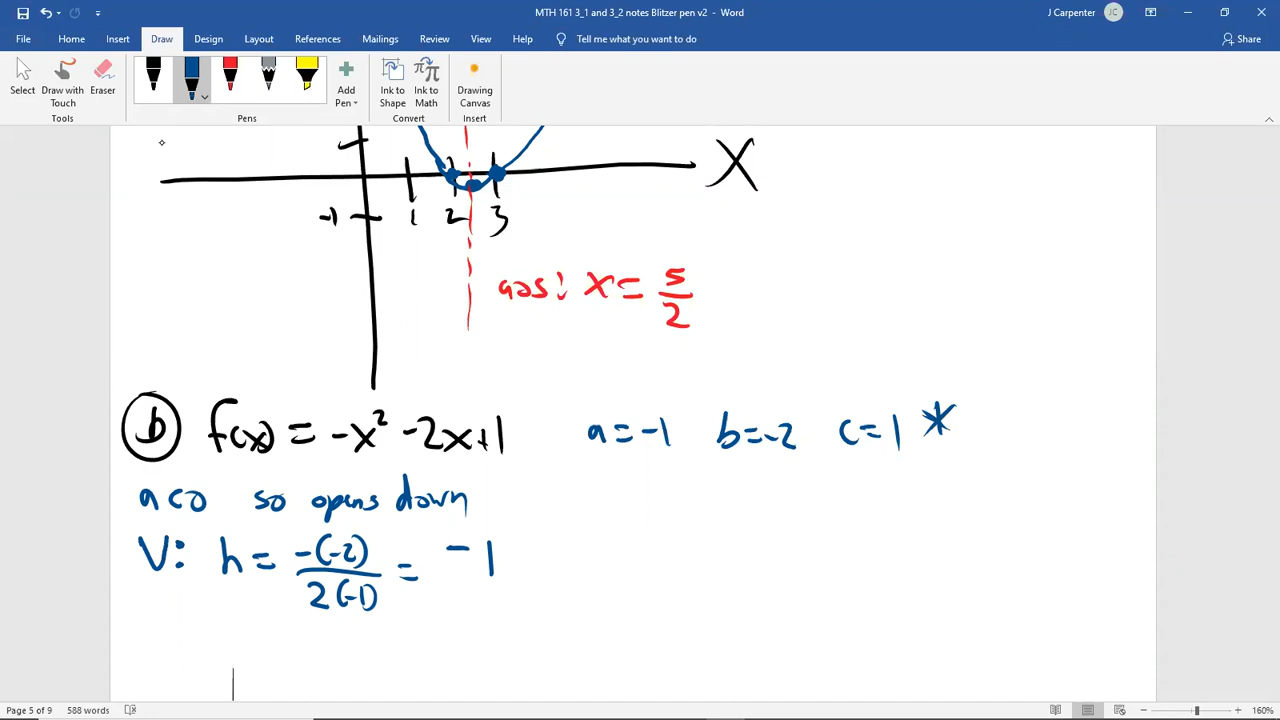 MTH 161 3_1 and 3_2 notes Blitzer pen v2 - Word
J Carpenter JC
File Home Insert Draw Design Layout References Mailings Review View Help Tell me what you want to do Share
Select Draw with Touch Eraser Add Pen Ink to Shape Ink to Math Drawing Canvas
Tools Pens Convert Insert
X
-1 1 2 3
aos: x = 5/2
b f(x) = -x² -2x+1 a = -1 b = -2 c = 1 *
a<0 so opens down
V: h = -(-2)/2(-1) = -1
Page 5 of 9 588 words 160%